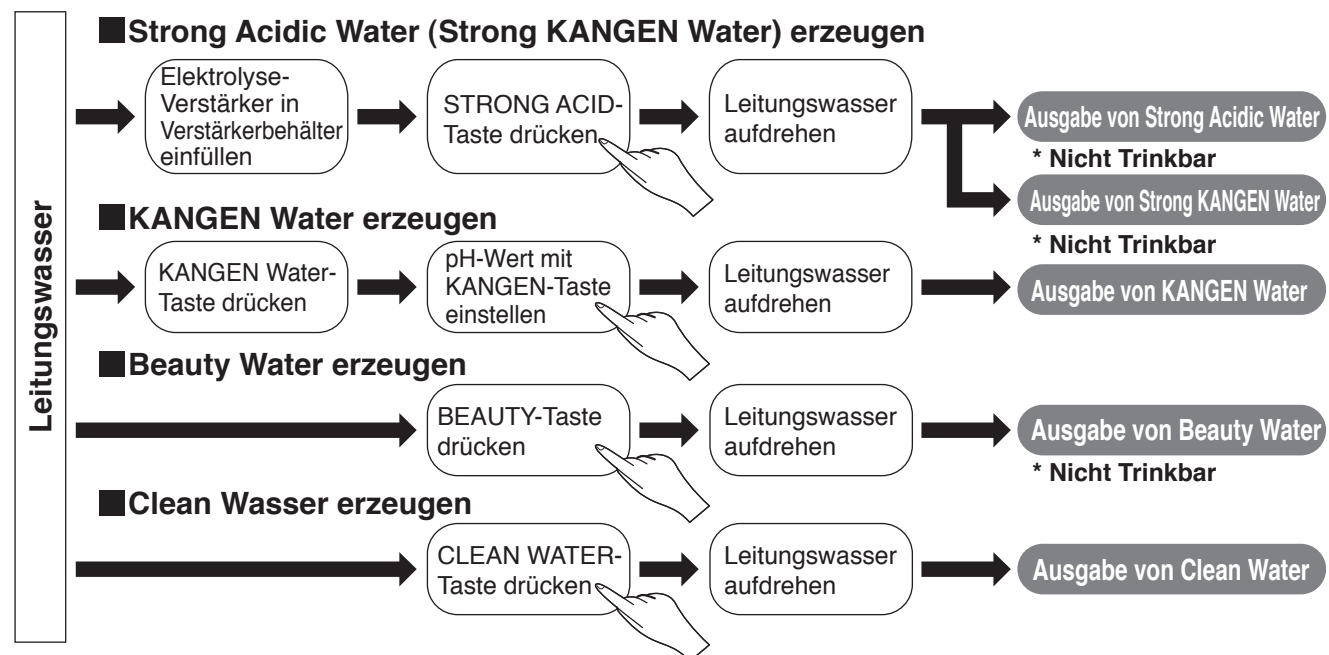 Leitungswasser
■Strong Acidic Water (Strong KANGEN Water) erzeugen
Elektrolyse-
Verstärker in
Verstärkerbehälter
einfüllen
STRONG ACID-
Taste drücken
Leitungswasser
aufdrehen
Ausgabe von Strong Acidic Water
* Nicht Trinkbar
Ausgabe von Strong KANGEN Water
* Nicht Trinkbar
■KANGEN Water erzeugen
KANGEN Water-
Taste drücken
pH-Wert mit
KANGEN-Taste
einstellen
Leitungswasser
aufdrehen
Ausgabe von KANGEN Water
■Beauty Water erzeugen
BEAUTY-Taste
drücken
Leitungswasser
aufdrehen
Ausgabe von Beauty Water
* Nicht Trinkbar
■Clean Wasser erzeugen
CLEAN WATER-
Taste drücken
Leitungswasser
aufdrehen
Ausgabe von Clean Water